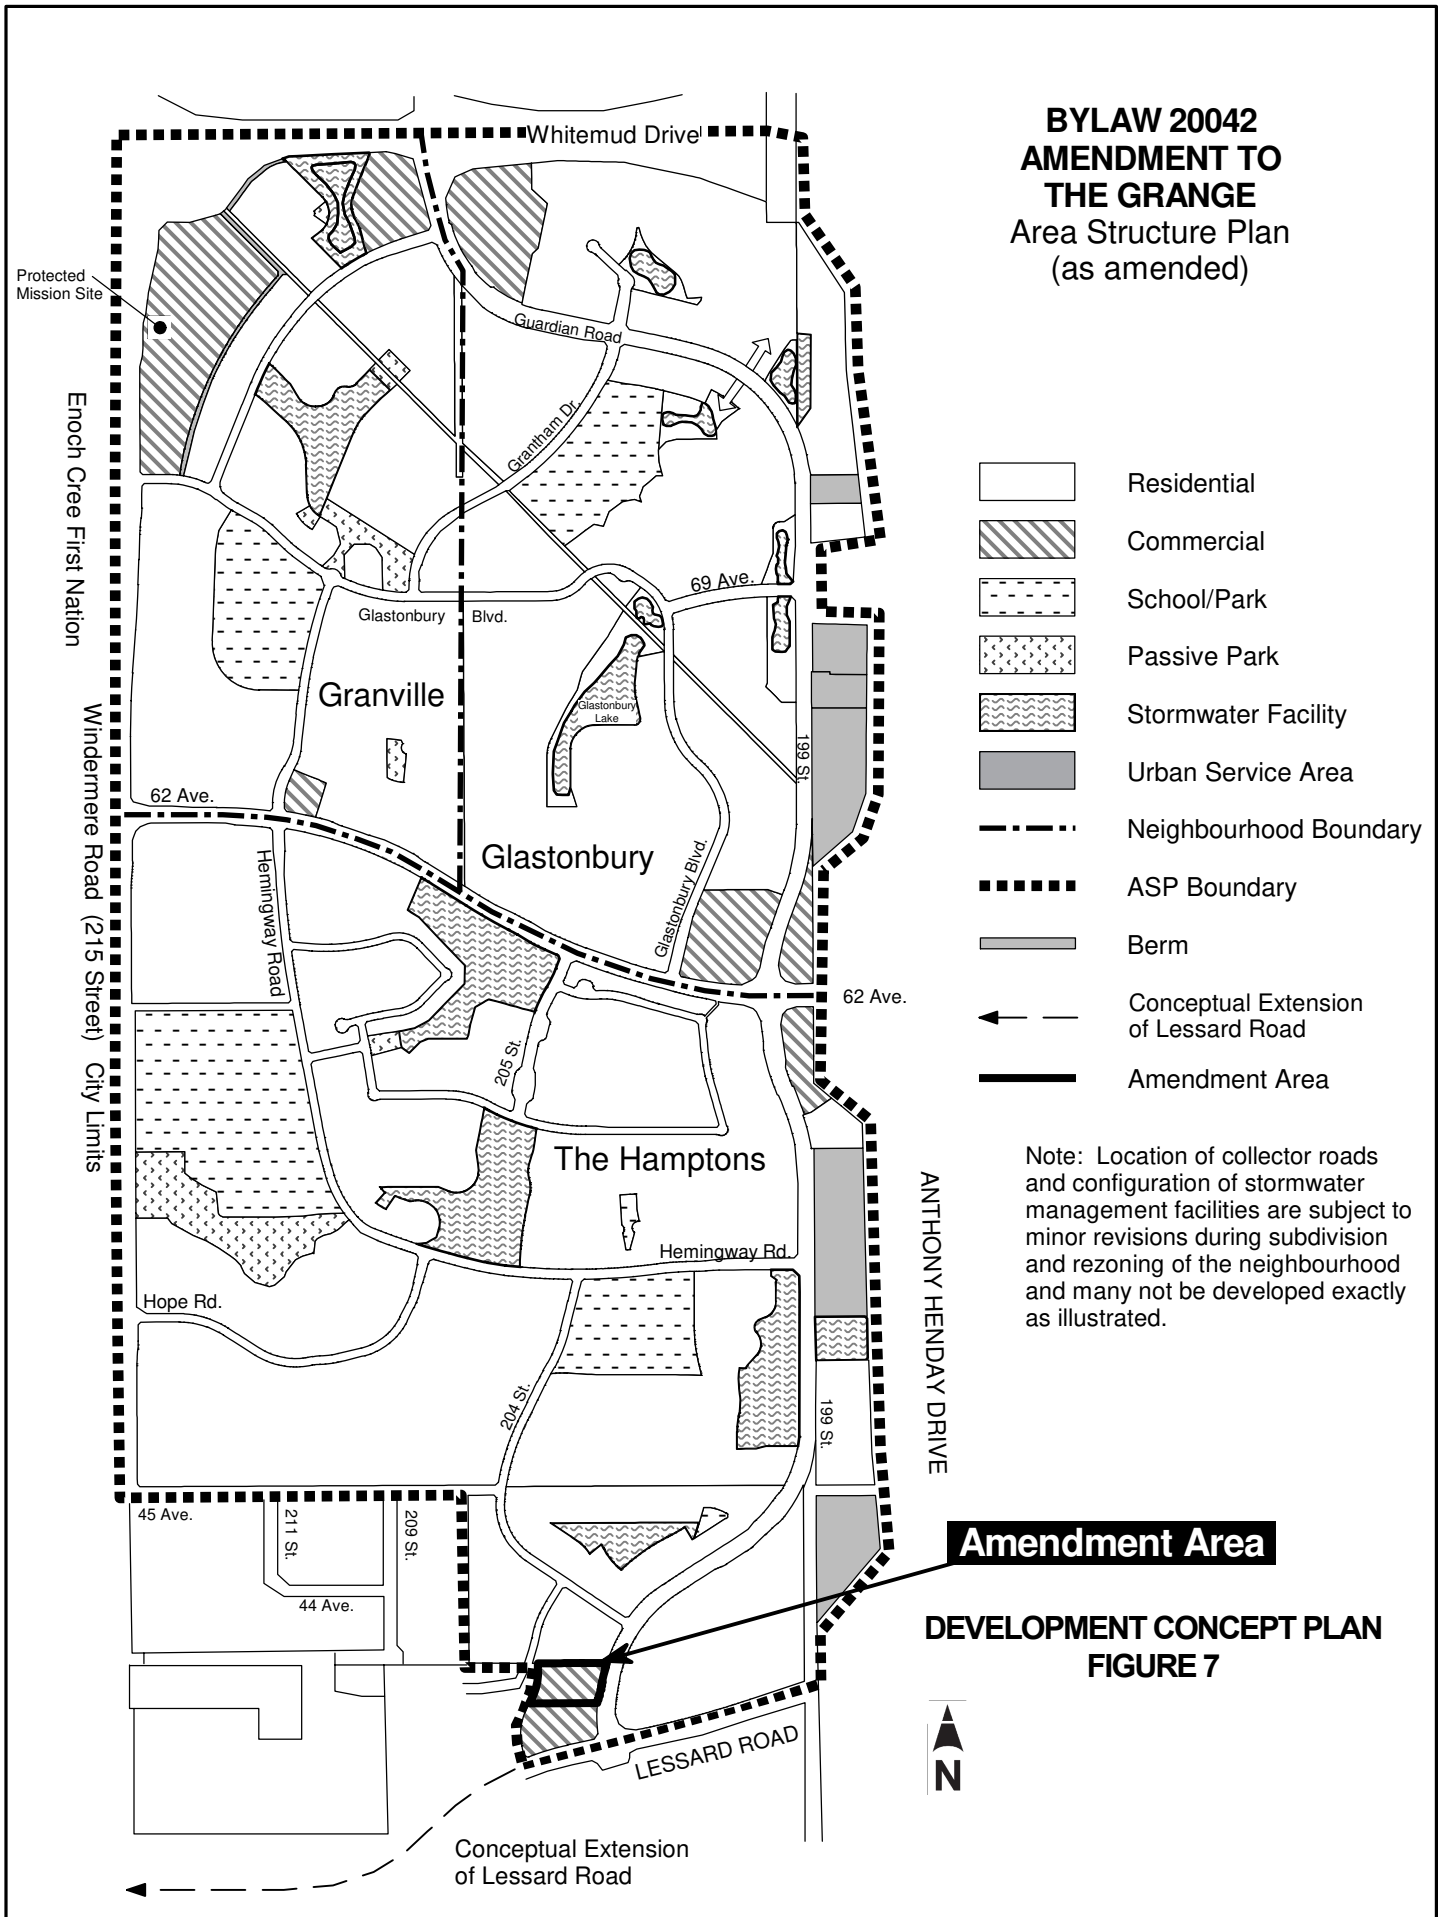 BYLAW 20042
AMENDMENT TO
THE GRANGE
Area Structure Plan
(as amended)
Whitemud Drive
Protected
Mission Site
Guardian Road
Grantham Dr.
Enoch Cree First Nation
Residential
Commercial
School/Park
Passive Park
Stormwater Facility
Urban Service Area
Neighbourhood Boundary
ASP Boundary
Berm
Conceptual Extension
of Lessard Road
Amendment Area
69 Ave.
Glastonbury Blvd.
Granville
Glastonbury
Lake
199 St.
Windermere Road (215 Street) City Limits
62 Ave.
Glastonbury
Glastonbury Blvd.
Hemingway Road
62 Ave.
205 St.
The Hamptons
Note: Location of collector roads
and configuration of stormwater
management facilities are subject to
minor revisions during subdivision
and rezoning of the neighbourhood
and many not be developed exactly
as illustrated.
ANTHONY HENDAY DRIVE
Hemingway Rd.
Hope Rd.
204 St.
199 St.
45 Ave.
211 St.
209 St.
44 Ave.
Amendment Area
DEVELOPMENT CONCEPT PLAN
FIGURE 7
LESSARD ROAD
N
Conceptual Extension
of Lessard Road